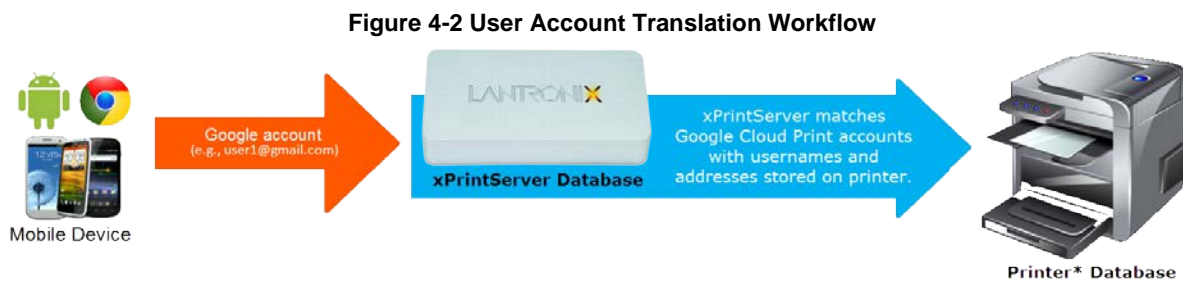 Figure 4-2 User Account Translation Workflow
Google account
(e.g., user1@gmail.com)
LANTRONIX
xPrintServer Database
xPrintServer matches
Google Cloud Print accounts
with usernames and
addresses stored on printer.
Mobile Device
Printer* Database